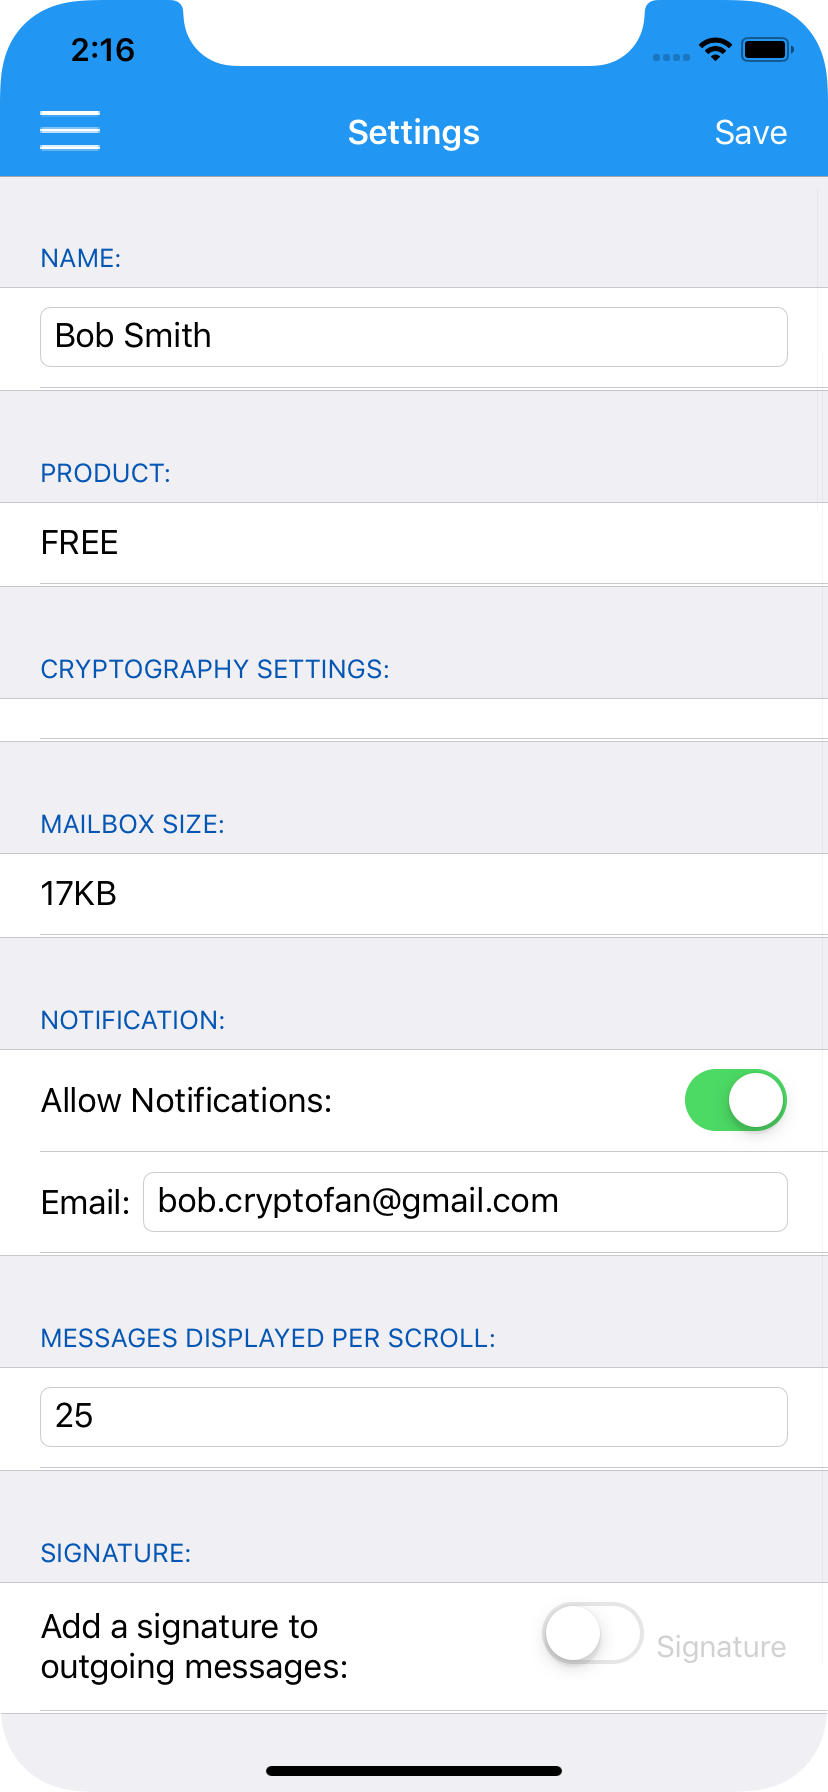 2:16
Settings
Save
NAME:
Bob Smith
PRODUCT:
FREE
CRYPTOGRAPHY SETTINGS:
MAILBOX SIZE:
17KB
NOTIFICATION:
Allow Notifications:
Email: bob.cryptofan@gmail.com
MESSAGES DISPLAYED PER SCROLL:
25
SIGNATURE:
Add a signature to
outgoing messages:
Signature